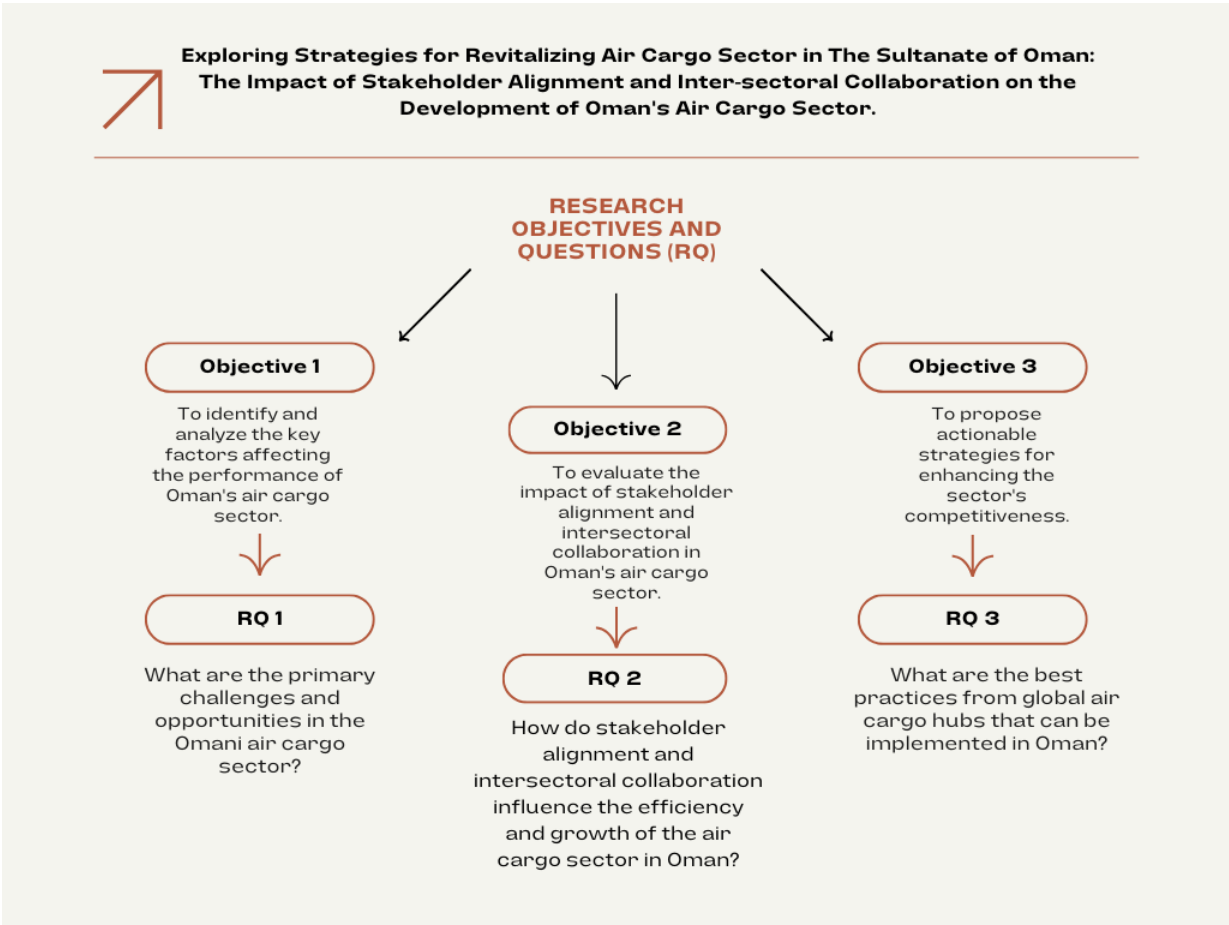 Exploring Strategies for Revitalizing Air Cargo Sector in The Sultanate of Oman:
The Impact of Stakeholder Alignment and Inter-sectoral Collaboration on the
Development of Oman's Air Cargo Sector.
RESEARCH
OBJECTIVES AND
QUESTIONS (RQ)
Objective 1
To identify and
analyze the key
factors affecting
the performance of
Oman's air cargo
sector.
RQ 1
What are the primary
challenges and
opportunities in the
Omani air cargo
sector?
Objective 2
To evaluate the
impact of stakeholder
alignment and
intersectoral
collaboration in
Oman's air cargo
sector.
RQ 2
How do stakeholder
alignment and
intersectoral collaboration
influence the efficiency
and growth of the air
cargo sector in Oman?
Objective 3
To propose
actionable
strategies for
enhancing the
sector's
competitiveness.
RQ 3
What are the best
practices from global air
cargo hubs that can be
implemented in Oman?